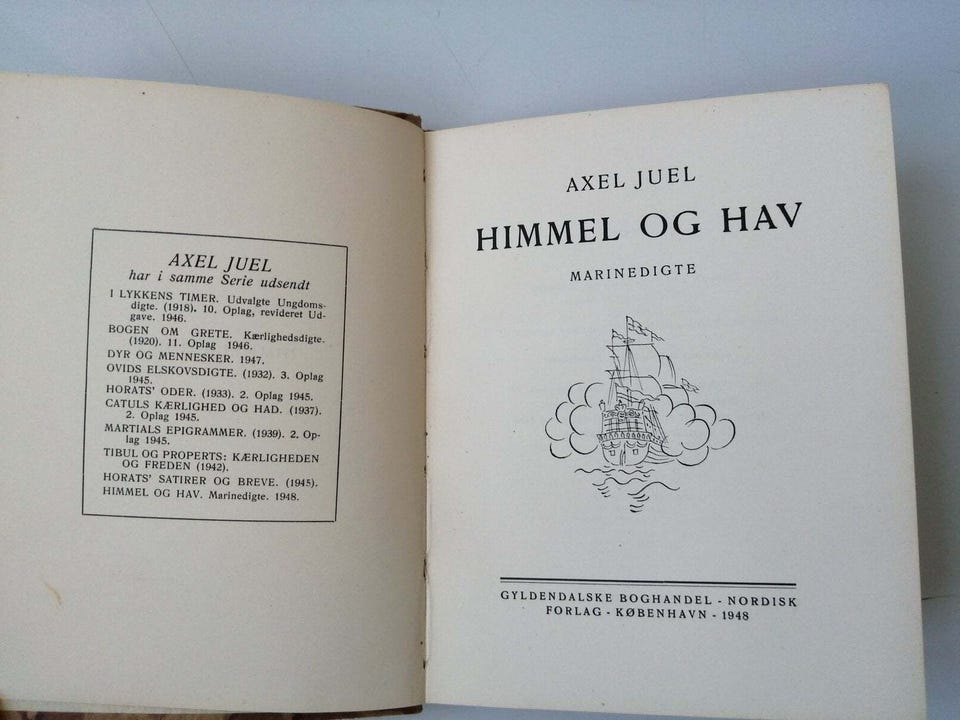 AXEL JUEL
har i samme Serie udsendt
I LYKKENS TIMER. Udvalgte Ungdoms-
digte. (1918). 10. Oplag, revideret Ud-
gave. 1946.
BOGEN OM GRETE. Kærlighedsdigte.
(1920). 11. Oplag 1946.
DYR OG MENNESKER. 1947.
OVIDS ELSKOVSDIGTE. (1932). 3. Oplag
1945.
HORATS' ODER. (1933). 2. Oplag 1945.
CATULS KÆRLIGHED OG HAD. (1937).
2. Oplag 1945.
MARTIALS EPIGRAMMER. (1939). 2. Op-
lag 1945.
TIBUL OG PROPERTS: KÆRLIGHEDEN
OG FREDEN (1942).
HORATS' SATIRER OG BREVE. (1945).
HIMMEL OG HAV. Marinedigte. 1948.
AXEL JUEL
HIMMEL OG HAV
MARINEDIGTE
GYLDENDALSKE BOGHANDEL - NORDISK
FORLAG - KØBENHAVN - 1948